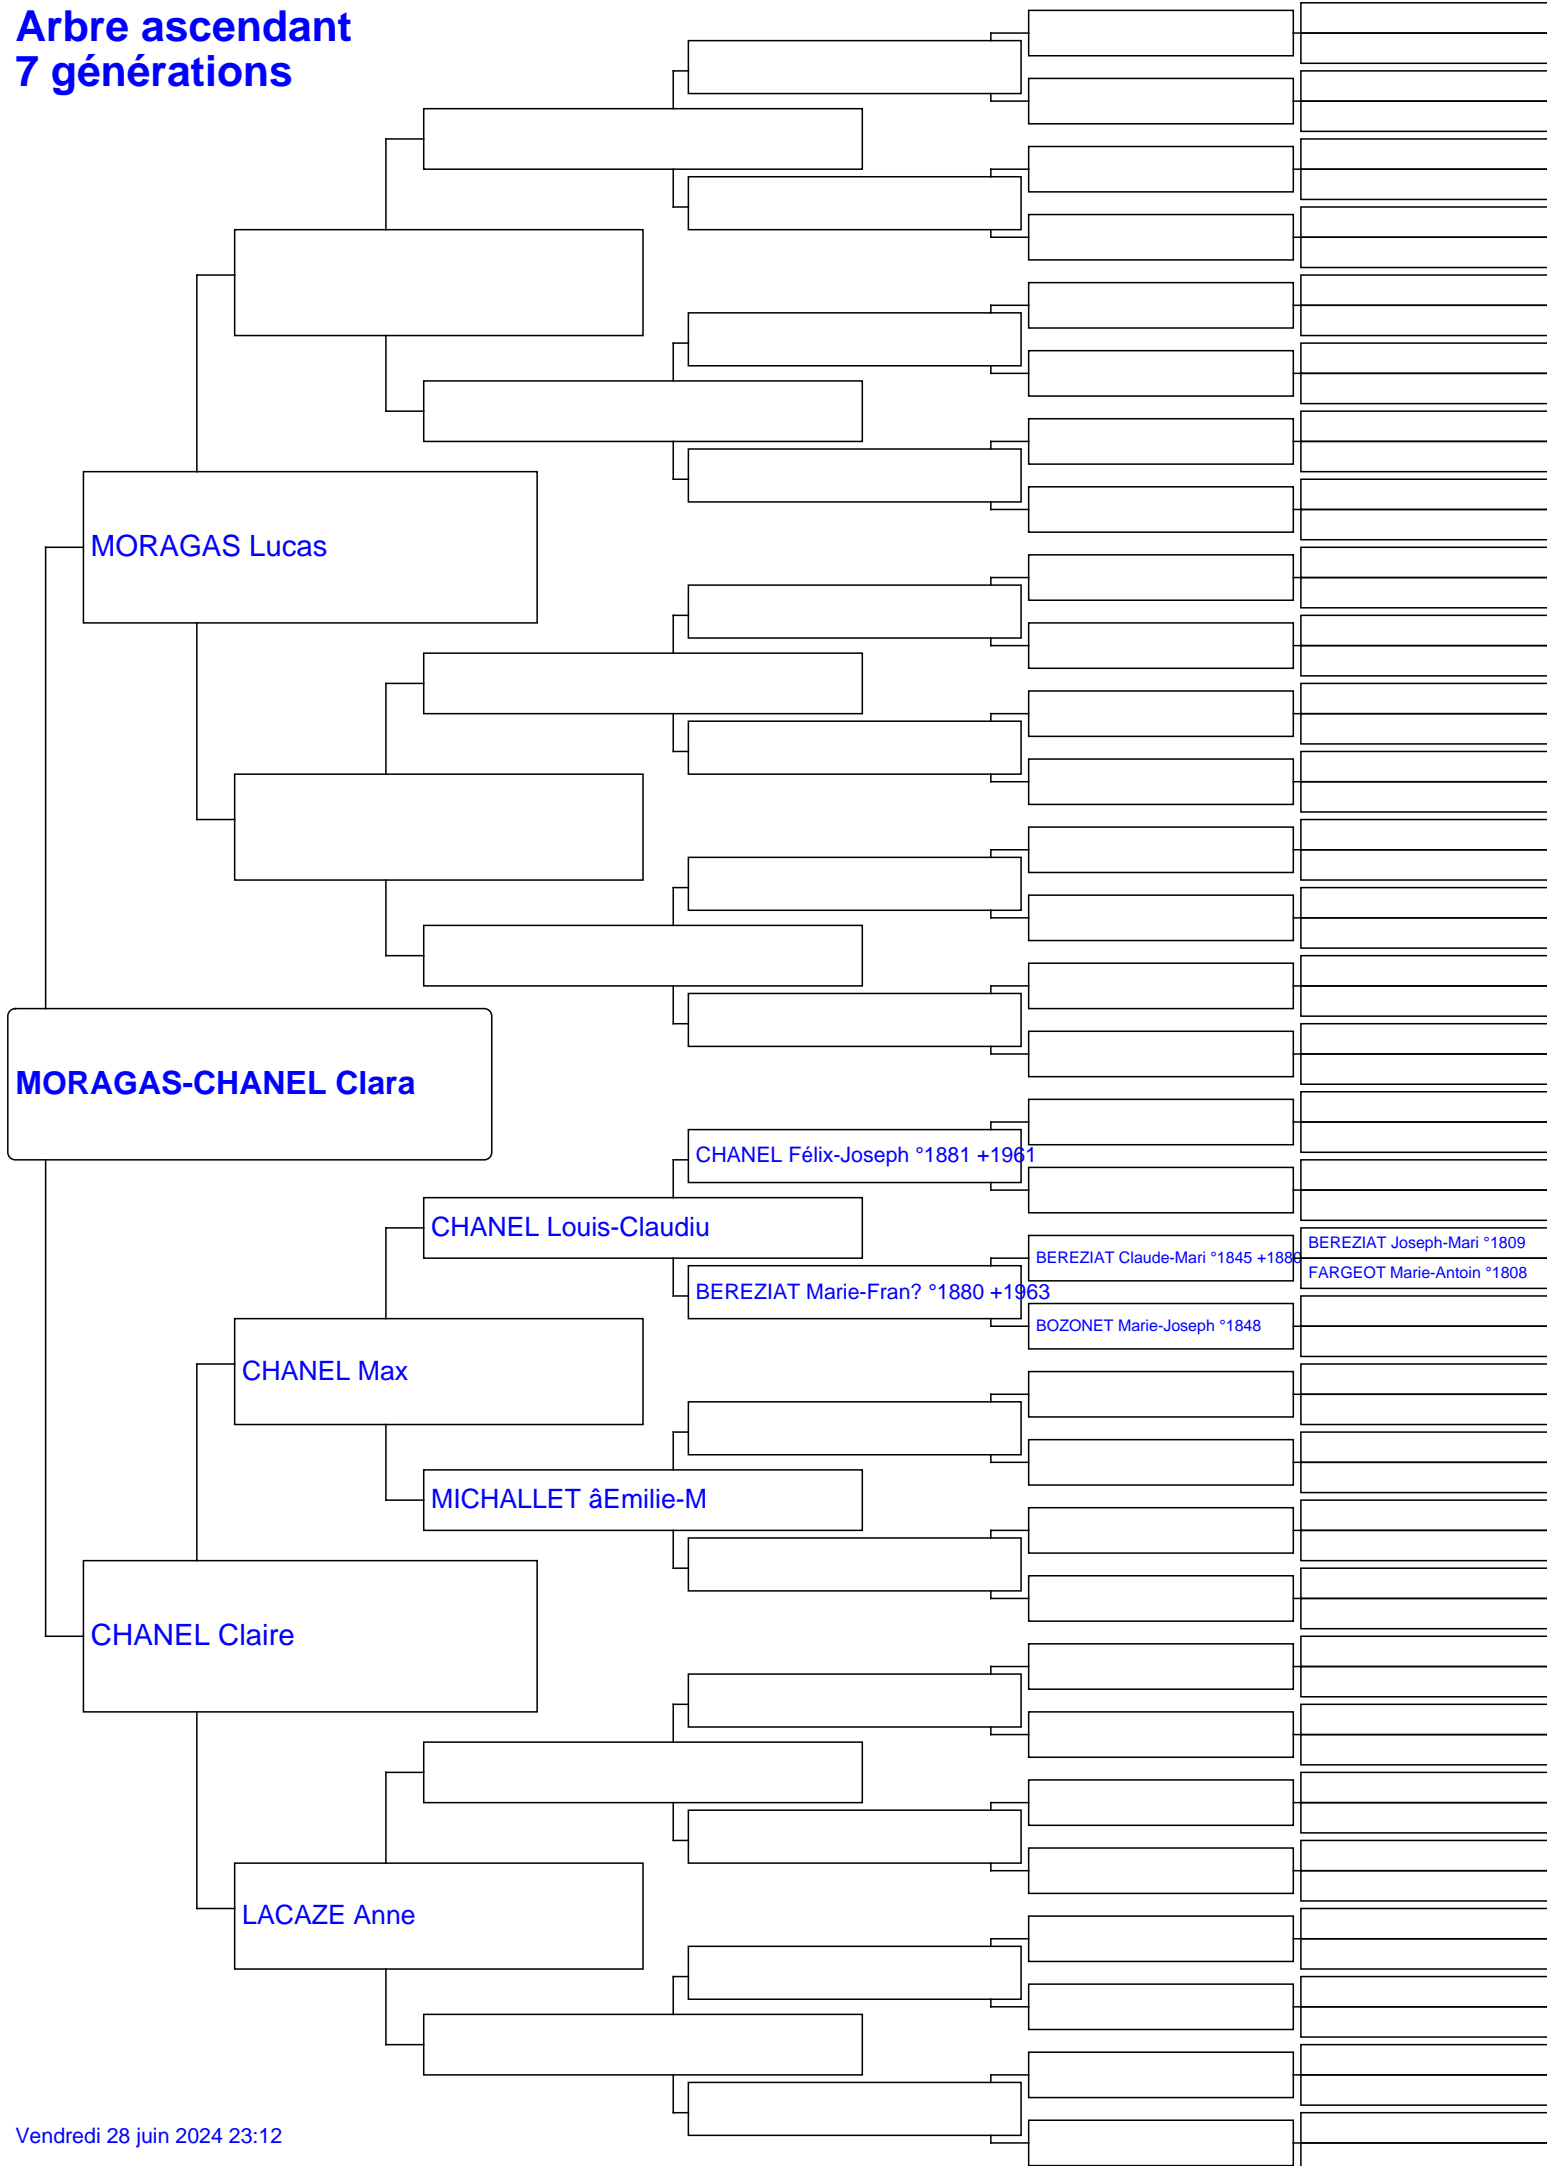 Arbre ascendant
7 générations
MORAGAS Lucas
MORAGAS-CHANEL Clara
CHANEL Félix-Joseph °1881 +1961
CHANEL Louis-Claudiu
BEREZIAT Joseph-Mari °1809
BEREZIAT Claude-Mari °1845 +1880
FARGEOT Marie-Antoin °1808
BEREZIAT Marie-Fran? °1880 +1963
BOZONET Marie-Joseph °1848
CHANEL Max
MICHALLET âEmilie-M
CHANEL Claire
LACAZE Anne
Vendredi 28 juin 2024 23:12